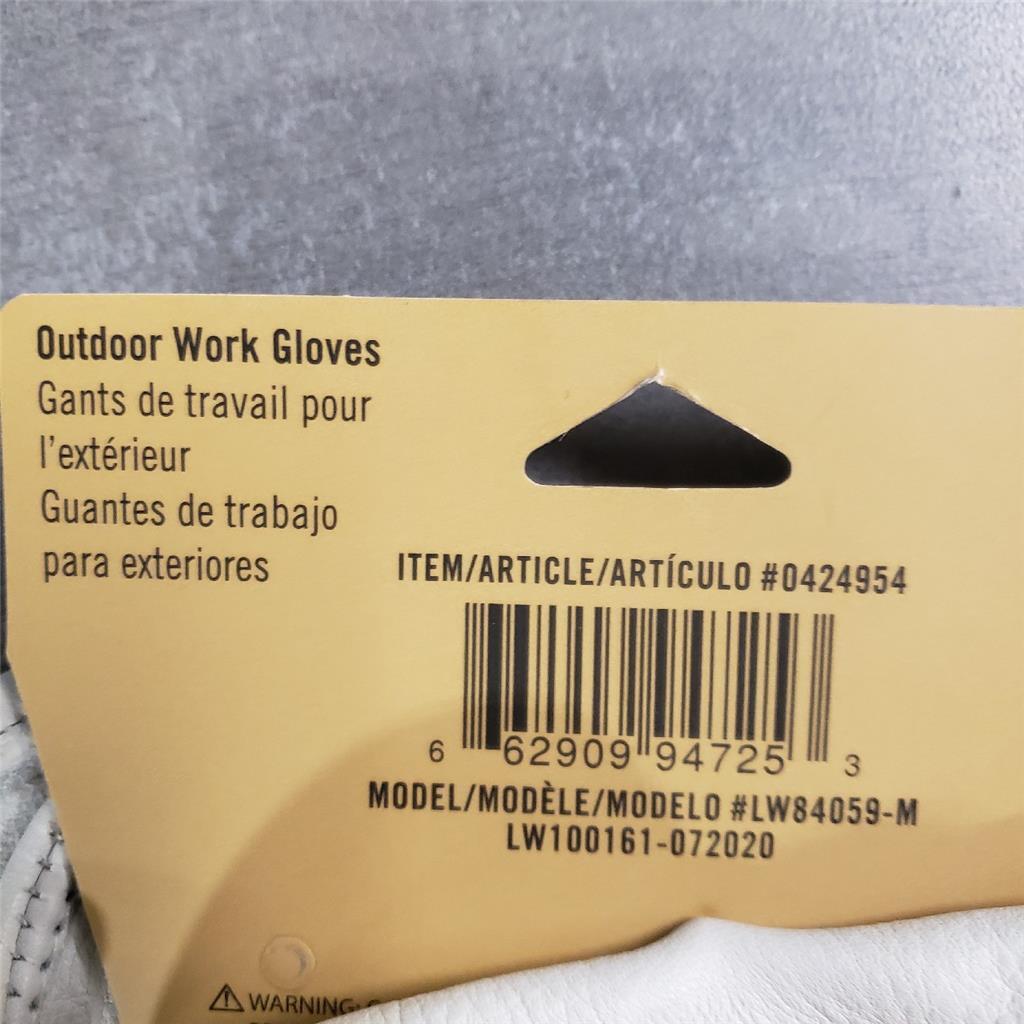 Outdoor Work Gloves
Gants de travail pour
l'extérieur
Guantes de trabajo
para exteriores
ITEM/ARTICLE/ARTÍCULO #0424954
6 62909 94725 3
MODEL/MODÈLE/MODELO #LW84059-M
LW100161-072020
WARNING: